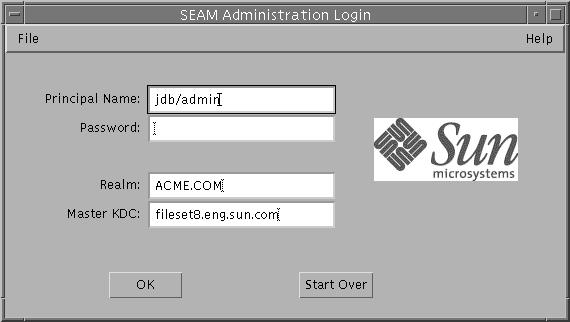 SEAM Administration Login
File Help
Principal Name: jdb/admin
Password:
Realm: ACME.COM
Master KDC: fileset8.eng.sun.com
Sun
microsystems
OK Start Over